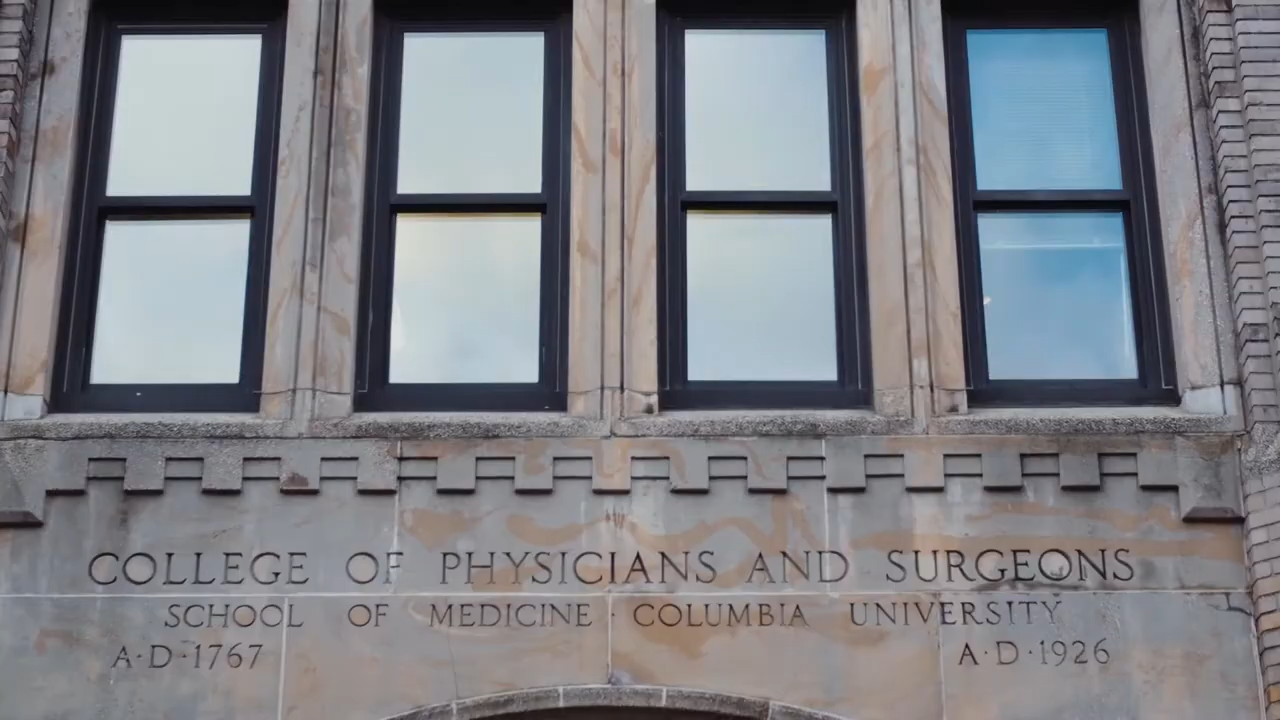 COLLEGE OF PHYSICIANS AND SURGEONS
SCHOOL OF MEDICINE · COLUMBIA UNIVERSITY
A·D·1767
A·D·1926